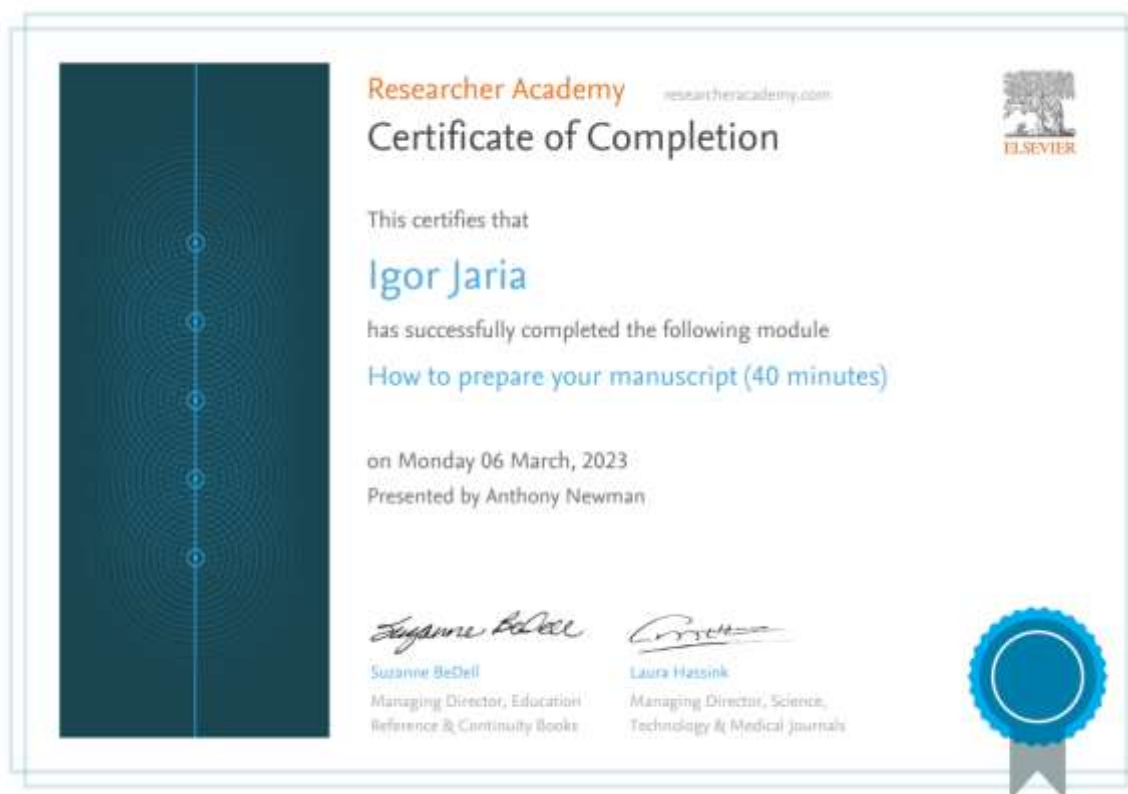 Researcher Academy researcheracademy.com
Certificate of Completion
ELSEVIER
This certifies that
Igor Jaria
has successfully completed the following module
How to prepare your manuscript (40 minutes)
on Monday 06 March, 2023
Presented by Anthony Newman
Suzanne BeDell
Suzanne BeDell Laura Hassink
Managing Director, Education Managing Director, Science,
Reference & Continuity Books Technology & Medical Journals